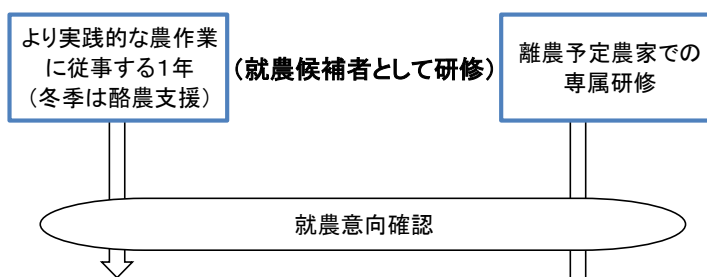 より実践的な農作業
に従事する1年
（冬季は酪農支援）
（就農候補者として研修）
離農予定農家での
専属研修
就農意向確認